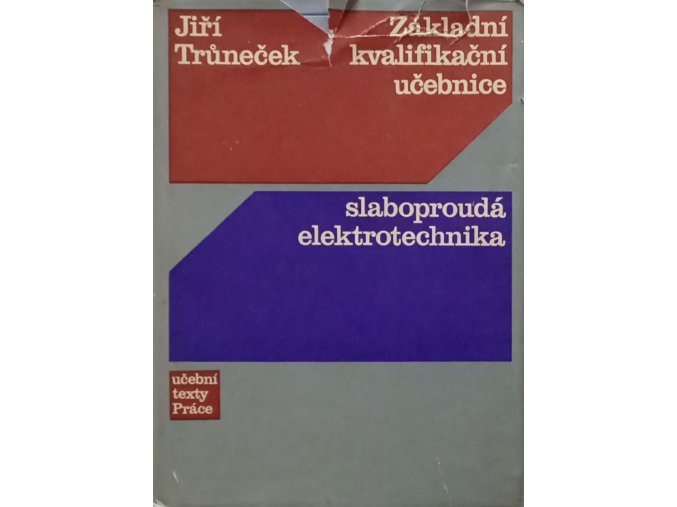 Jiří
Trůneček
Základní
kvalifikační
učebnice
slaboproudá
elektrotechnika
učební
texty
Práce